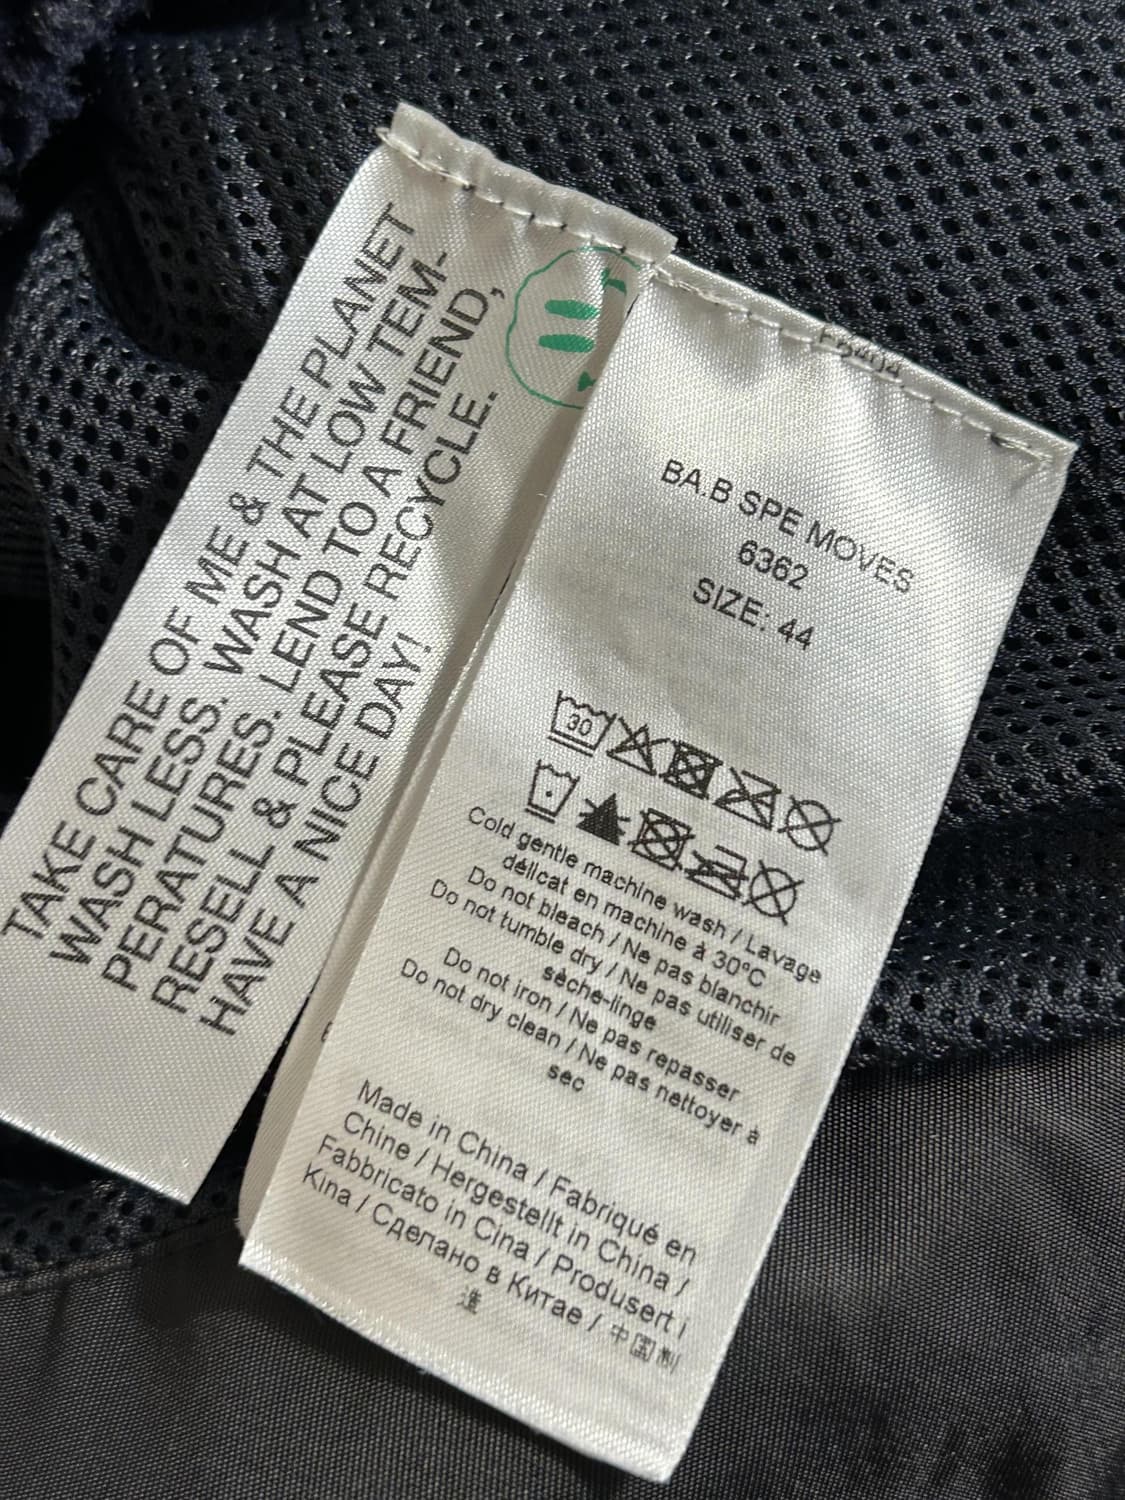 TAKE CARE OF ME & THE PLANET
WASH LESS. WASH AT LOW TEM-
PERATURES. LEND TO A FRIEND,
RESELL & PLEASE RECYCLE.
HAVE A NICE DAY!
BA.B SPE MOVES
6362
SIZE: 44
30
Cold gentle machine wash / Lavage
délicat en machine à 30°C
Do not bleach / Ne pas blanchir
Do not tumble dry / Ne pas utiliser de
sèche-linge
Do not iron / Ne pas repasser
Do not dry clean / Ne pas nettoyer à
sec
Made in China / Fabriqué en
Chine / Hergestellt in China /
Fabbricato in Cina / Produsert i
Kina / Сделано в Китае / 中国制
造